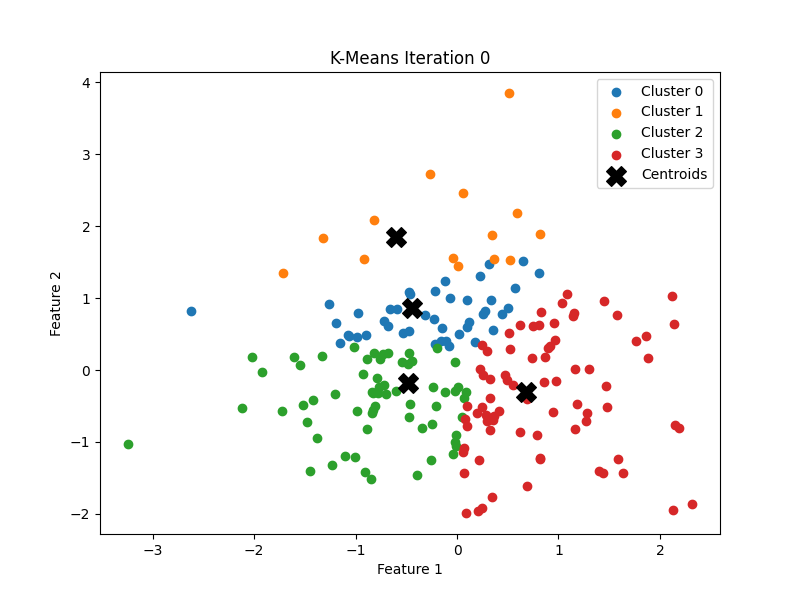 K-Means Iteration 0
Cluster 0
Cluster 1
Cluster 2
Cluster 3
Centroids
4
3
2
1
0
−1
−2
Feature 2
−3
−2
−1
0
1
2
Feature 1